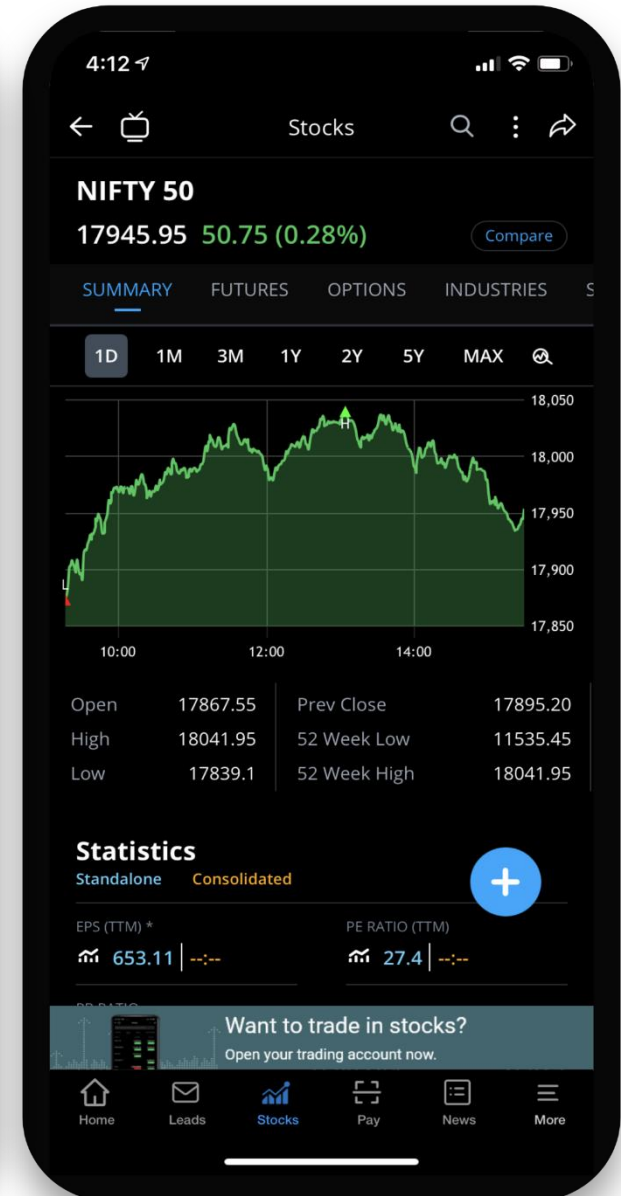 4:12
Stocks
NIFTY 50
17945.95 50.75 (0.28%) Compare
SUMMARY FUTURES OPTIONS INDUSTRIES S
1D 1M 3M 1Y 2Y 5Y MAX
18,050
H
18,000
17,950
17,900
L
17,850
10:00 12:00 14:00
Open 17867.55 Prev Close 17895.20
High 18041.95 52 Week Low 11535.45
Low 17839.1 52 Week High 18041.95
Statistics
Standalone Consolidated
+
EPS (TTM) * PE RATIO (TTM)
653.11 --:-- 27.4 --:--
PB RATIO
Want to trade in stocks?
Open your trading account now.
Home Leads Stocks Pay News More